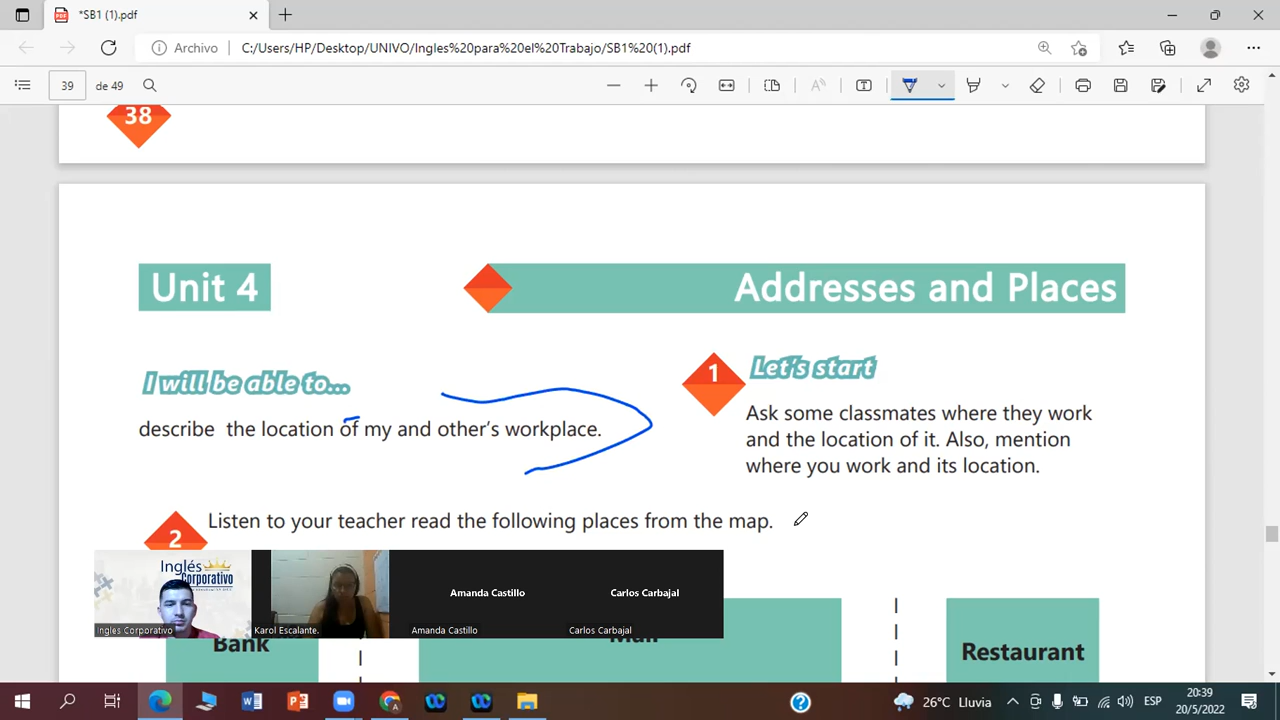 *SB1 (1).pdf
Archivo
C:/Users/HP/Desktop/UNIVO/Ingles%20para%20el%20Trabajo/SB1%20(1).pdf
39
de 49
38
Unit 4
Addresses and Places
I will be able to...
describe the location of my and other's workplace.
1
Let's start
Ask some classmates where they work
and the location of it. Also, mention
where you work and its location.
2
Listen to your teacher read the following places from the map.
Inglés
Corporativo
Ingles Corporativo
Karol Escalante.
Amanda Castillo
Amanda Castillo
Carlos Carbajal
Carlos Carbajal
Bank
Mall
Restaurant
26°C Lluvia
ESP
20:39
20/5/2022